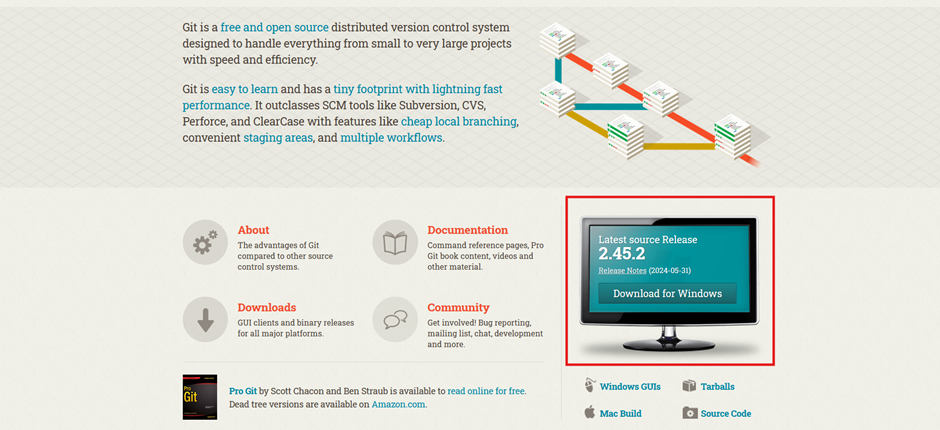 Git is a free and open source distributed version control system
designed to handle everything from small to very large projects
with speed and efficiency.
Git is easy to learn and has a tiny footprint with lightning fast
performance. It outclasses SCM tools like Subversion, CVS,
Perforce, and ClearCase with features like cheap local branching,
convenient staging areas, and multiple workflows.
About
The advantages of Git
compared to other source
control systems.
Documentation
Command reference pages, Pro
Git book content, videos and
other material.
Downloads
GUI clients and binary releases
for all major platforms.
Community
Get involved! Bug reporting,
mailing list, chat, development
and more.
Latest source Release
2.45.2
Release Notes (2024-05-31)
Download for Windows
Pro
Git
Pro Git by Scott Chacon and Ben Straub is available to read online for free.
Dead tree versions are available on Amazon.com.
Windows GUIs
Tarballs
Mac Build
Source Code